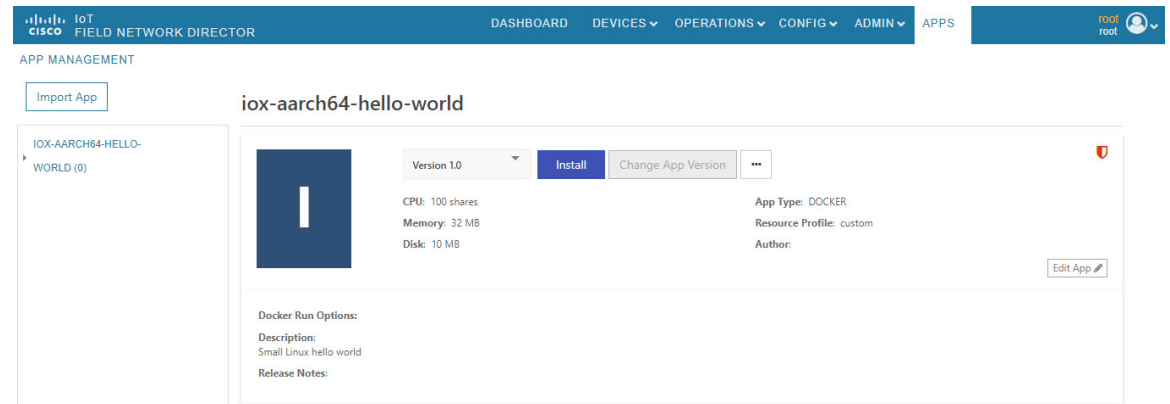 IoT
CISCO FIELD NETWORK DIRECTOR
DASHBOARD DEVICES OPERATIONS CONFIG ADMIN APPS
root
root
APP MANAGEMENT
Import App
iox-aarch64-hello-world
IOX-AARCH64-HELLO-
WORLD (0)
I
Version 1.0 Install Change App Version ...
CPU: 100 shares
Memory: 32 MB
Disk: 10 MB
App Type: DOCKER
Resource Profile: custom
Author:
Edit App
Docker Run Options:
Description:
Small Linux hello world
Release Notes: